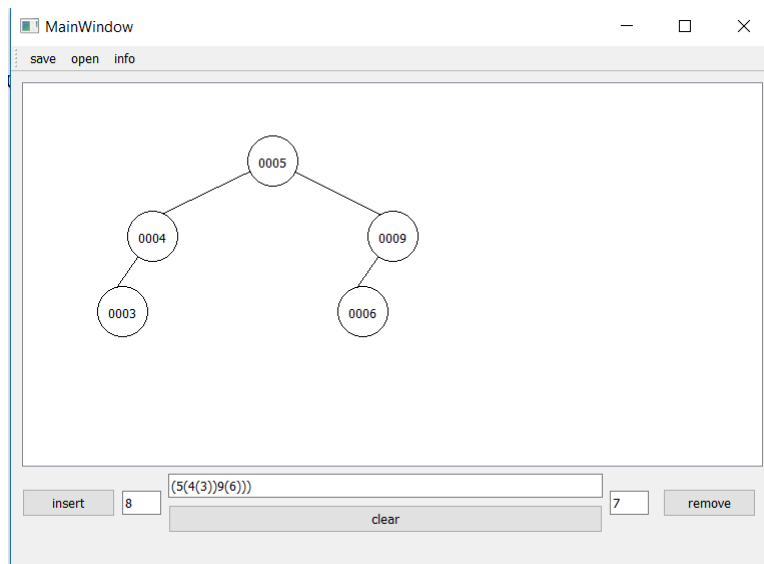 MainWindow
save open info
0005
0004 0009
0003 0006
(5(4(3))9(6)))
insert 8 7 remove
clear